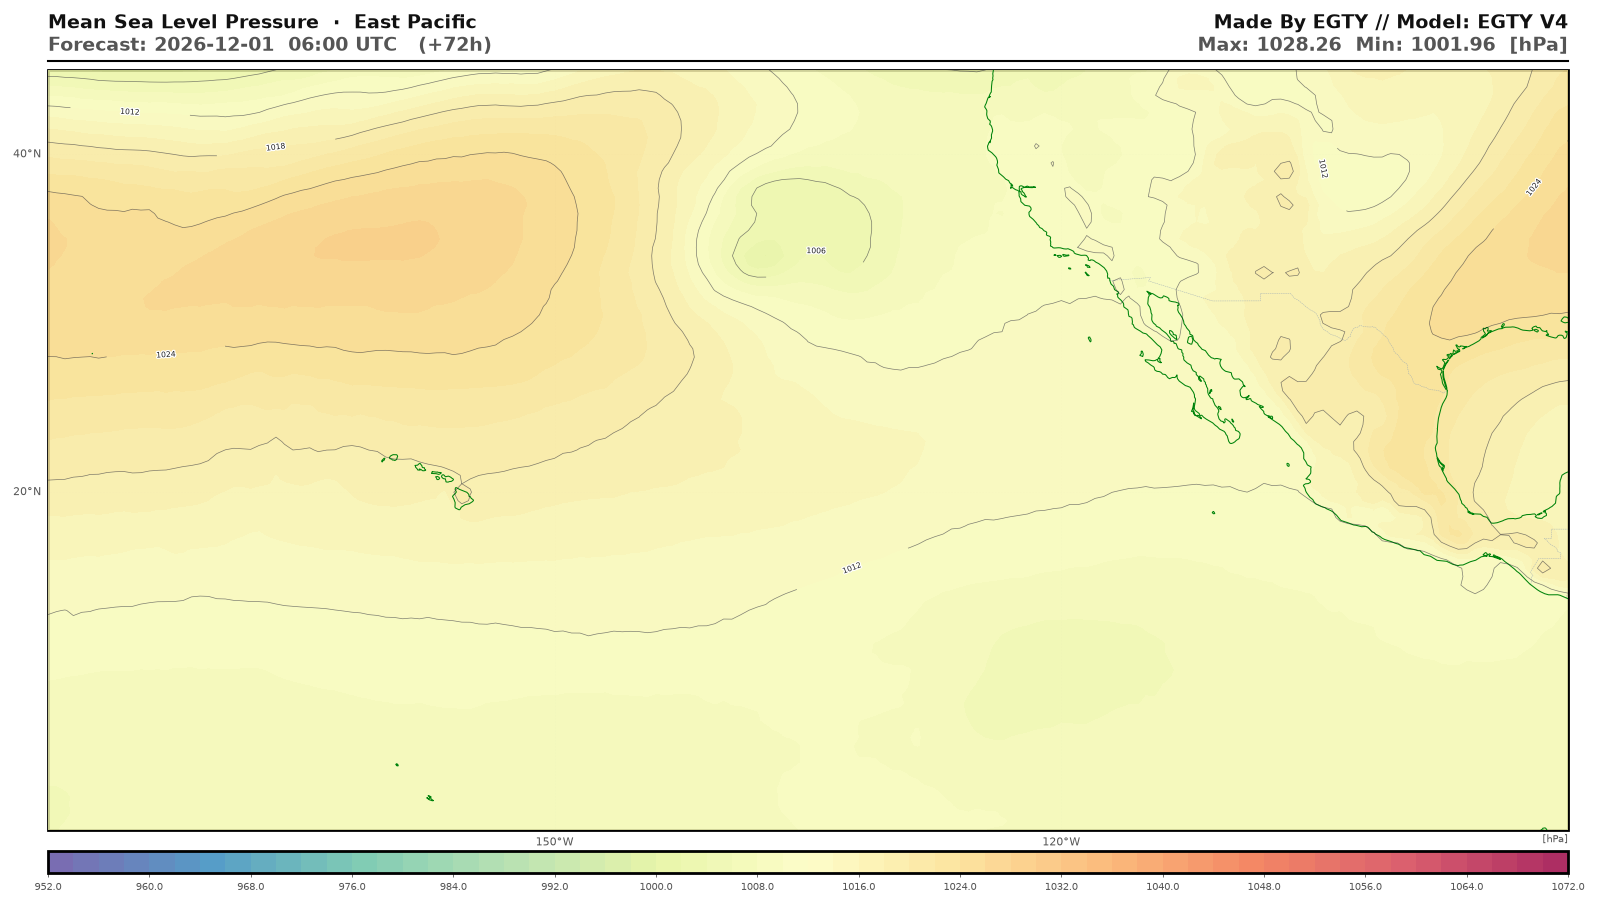 Mean Sea Level Pressure · East Pacific
Made By EGTY // Model: EGTY V4
Forecast: 2026-12-01 06:00 UTC (+72h)
Max: 1028.26 Min: 1001.96 [hPa]
1012
1018
40°N
1012
1024
1006
1024
20°N
1012
150°W
120°W
[hPa]
952.0 960.0 968.0 976.0 984.0 992.0 1000.0 1008.0 1016.0 1024.0 1032.0 1040.0 1048.0 1056.0 1064.0 1072.0